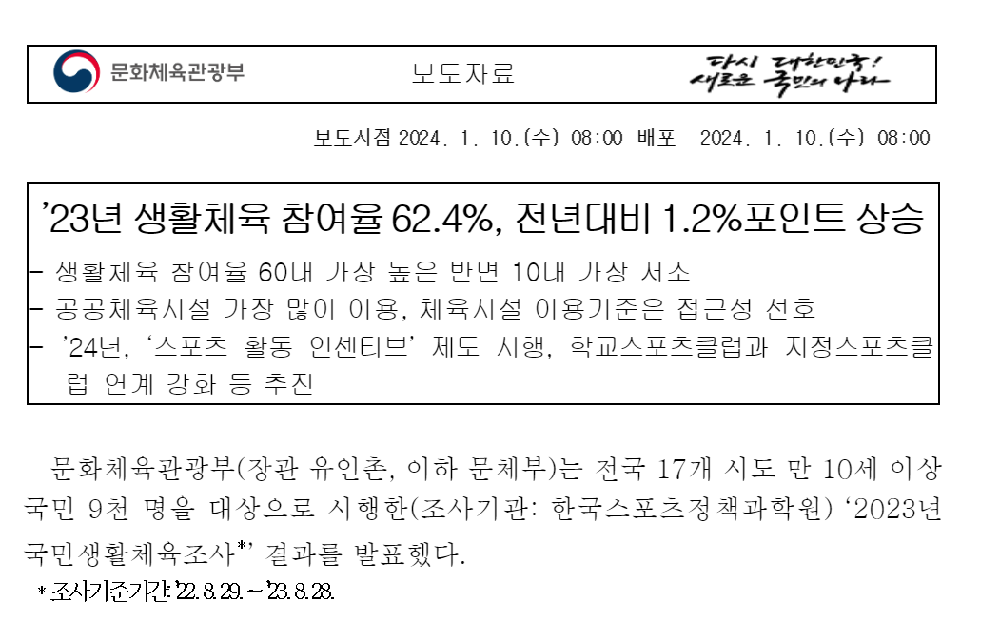 문화체육관광부 보도자료 다시 대한민국!
새로운 국민의 나라
보도시점 2024. 1. 10.(수) 08:00 배포 2024. 1. 10.(수) 08:00
’23년 생활체육 참여율 62.4%, 전년대비 1.2%포인트 상승
- 생활체육 참여율 60대 가장 높은 반면 10대 가장 저조
- 공공체육시설 가장 많이 이용, 체육시설 이용기준은 접근성 선호
- ’24년, ‘스포츠 활동 인센티브’ 제도 시행, 학교스포츠클럽과 지정스포츠클
럽 연계 강화 등 추진
문화체육관광부(장관 유인촌, 이하 문체부)는 전국 17개 시도 만 10세 이상
국민 9천 명을 대상으로 시행한(조사기관: 한국스포츠정책과학원) ‘2023년
국민생활체육조사*’ 결과를 발표했다.
* 조사기준기간: ’22. 8. 29. ~ ’23. 8. 28.